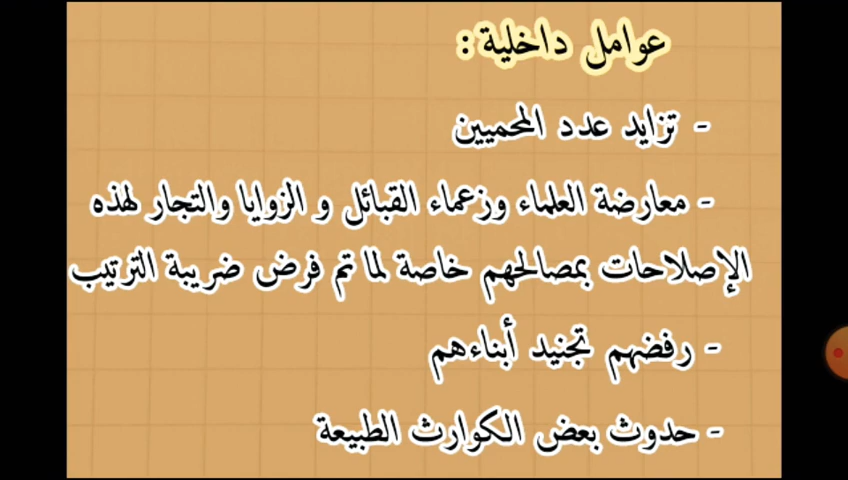 عوامل داخلية :
- تزايد عدد المحميين
- معارضة العلماء وزعماء القبائل و الزوايا والتجار لهذه
الإصلاحات بمصالحهم خاصة لما تم فرض ضريبة الترتيب
- رفضهم تجنيد أبناءهم
- حدوث بعض الكوارث الطبيعة